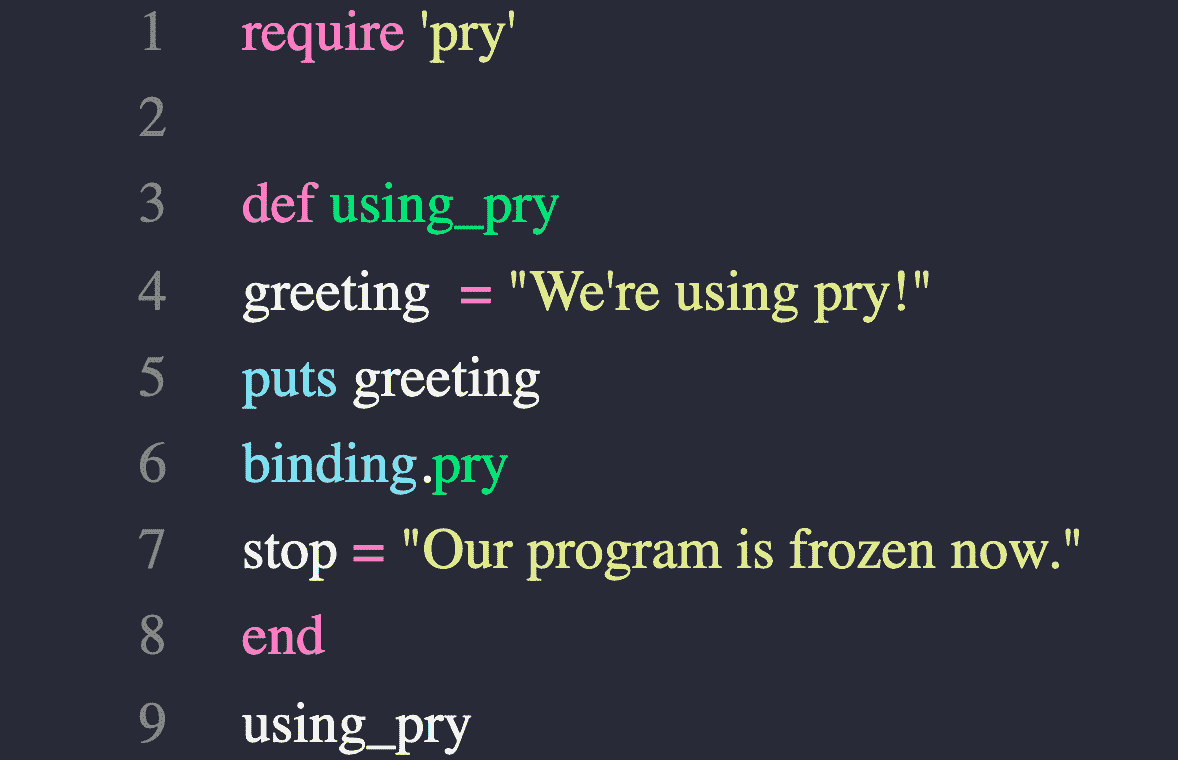 1 require 'pry'
2
3 def using_pry
4 greeting  = "We're using pry!"
5 puts greeting
6 binding.pry
7 stop = "Our program is frozen now."
8 end
9 using_pry